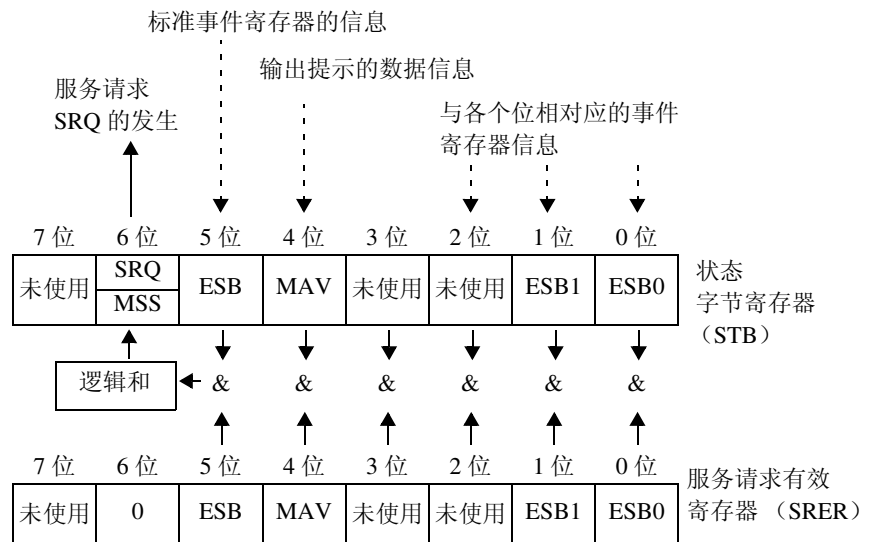 标准事件寄存器的信息
输出提示的数据信息
服务请求
SRQ 的发生
与各个位相对应的事件
寄存器信息
7 位 6 位 5 位 4 位 3 位 2 位 1 位 0 位
未使用 SRQ MSS ESB MAV 未使用 未使用 ESB1 ESB0
状态
字节寄存器
（STB）
逻辑和 & & & & & &
7 位 6 位 5 位 4 位 3 位 2 位 1 位 0 位
未使用 0 ESB MAV 未使用 未使用 ESB1 ESB0
服务请求有效
寄存器 （SRER）